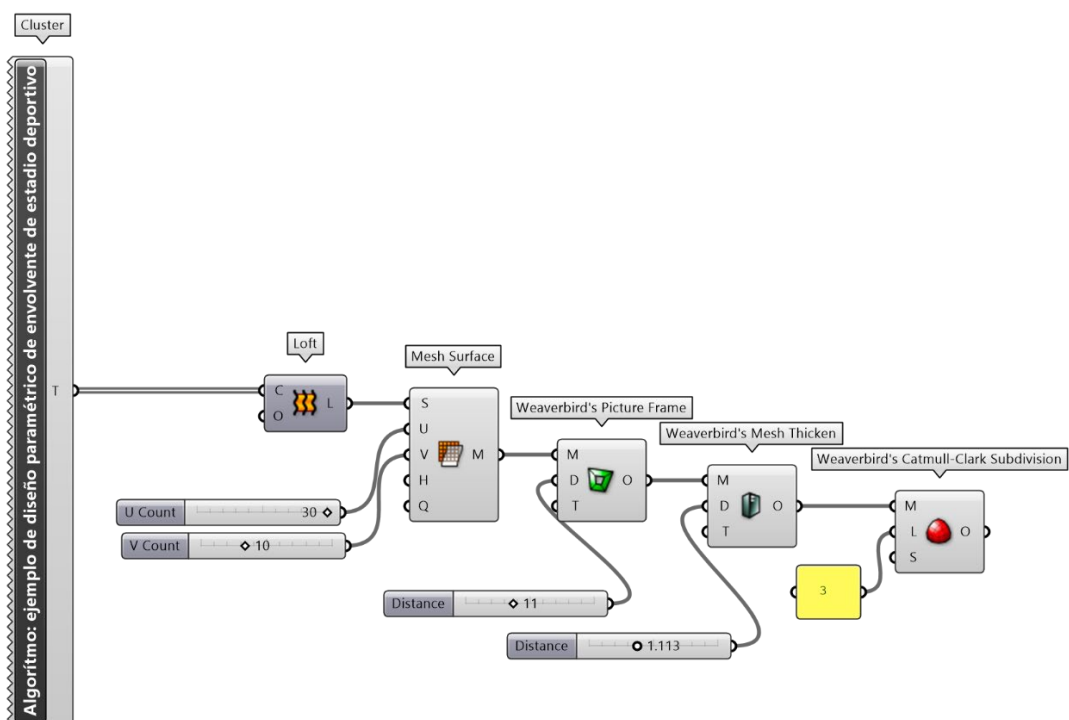 Cluster
Algorítmo: ejemplo de diseño paramétrico de envolvente de estadio deportivo
T
Loft
C
O
L
Mesh Surface
S
U
V
H
Q
M
U Count
30
V Count
10
Weaverbird's Picture Frame
M
D
T
O
Distance
11
Weaverbird's Mesh Thicken
M
D
T
O
Distance
1.113
Weaverbird's Catmull-Clark Subdivision
M
L
S
O
3